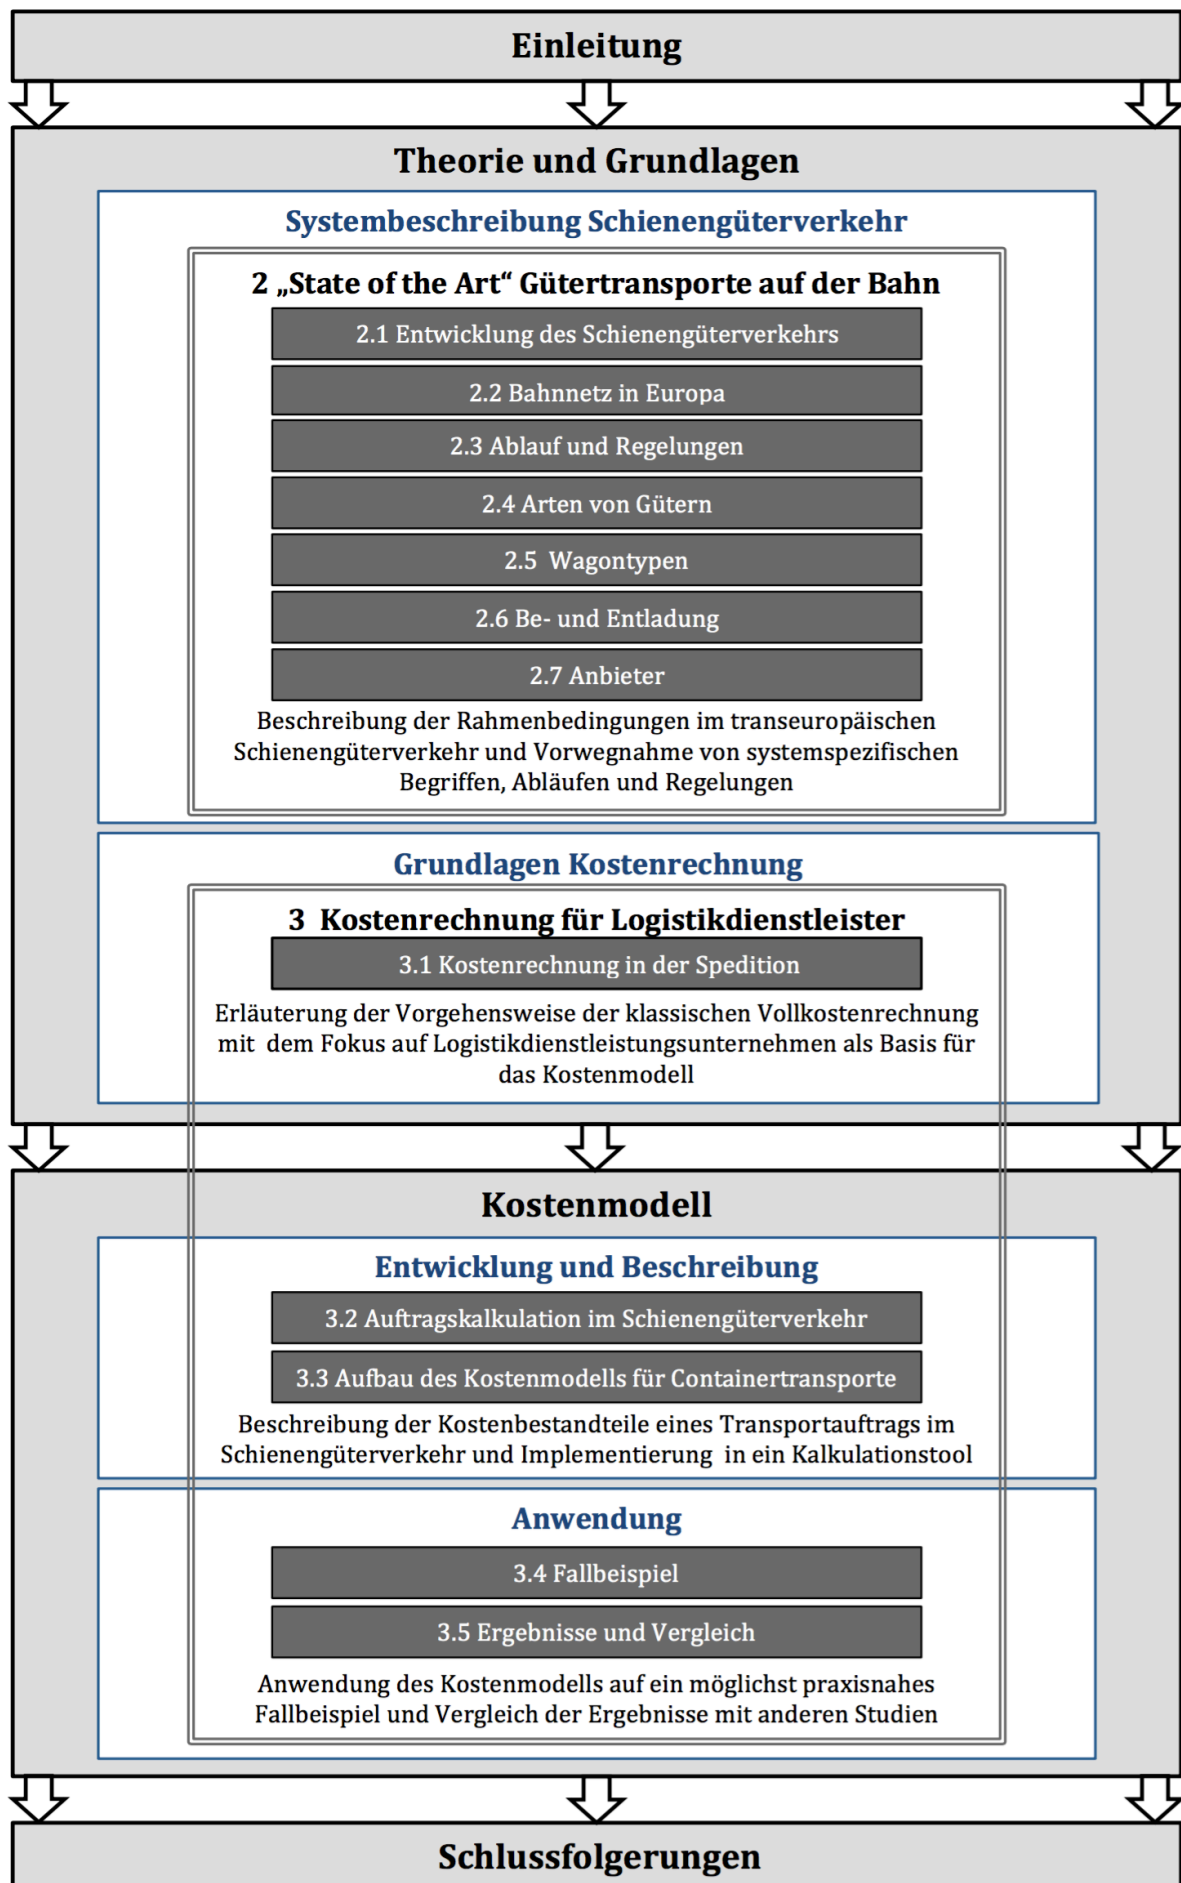 Einleitung
Theorie und Grundlagen
Systembeschreibung Schienengüterverkehr
2 „State of the Art“ Gütertransporte auf der Bahn
2.1 Entwicklung des Schienengüterverkehrs
2.2 Bahnnetz in Europa
2.3 Ablauf und Regelungen
2.4 Arten von Gütern
2.5 Wagontypen
2.6 Be- und Entladung
2.7 Anbieter
Beschreibung der Rahmenbedingungen im transeuropäischen
Schienengüterverkehr und Vorwegnahme von systemspezifischen
Begriffen, Abläufen und Regelungen
Grundlagen Kostenrechnung
3 Kostenrechnung für Logistikdienstleister
3.1 Kostenrechnung in der Spedition
Erläuterung der Vorgehensweise der klassischen Vollkostenrechnung
mit dem Fokus auf Logistikdienstleistungsunternehmen als Basis für
das Kostenmodell
Kostenmodell
Entwicklung und Beschreibung
3.2 Auftragskalkulation im Schienengüterverkehr
3.3 Aufbau des Kostenmodells für Containertransporte
Beschreibung der Kostenbestandteile eines Transportauftrags im
Schienengüterverkehr und Implementierung in ein Kalkulationstool
Anwendung
3.4 Fallbeispiel
3.5 Ergebnisse und Vergleich
Anwendung des Kostenmodells auf ein möglichst praxisnahes
Fallbeispiel und Vergleich der Ergebnisse mit anderen Studien
Schlussfolgerungen